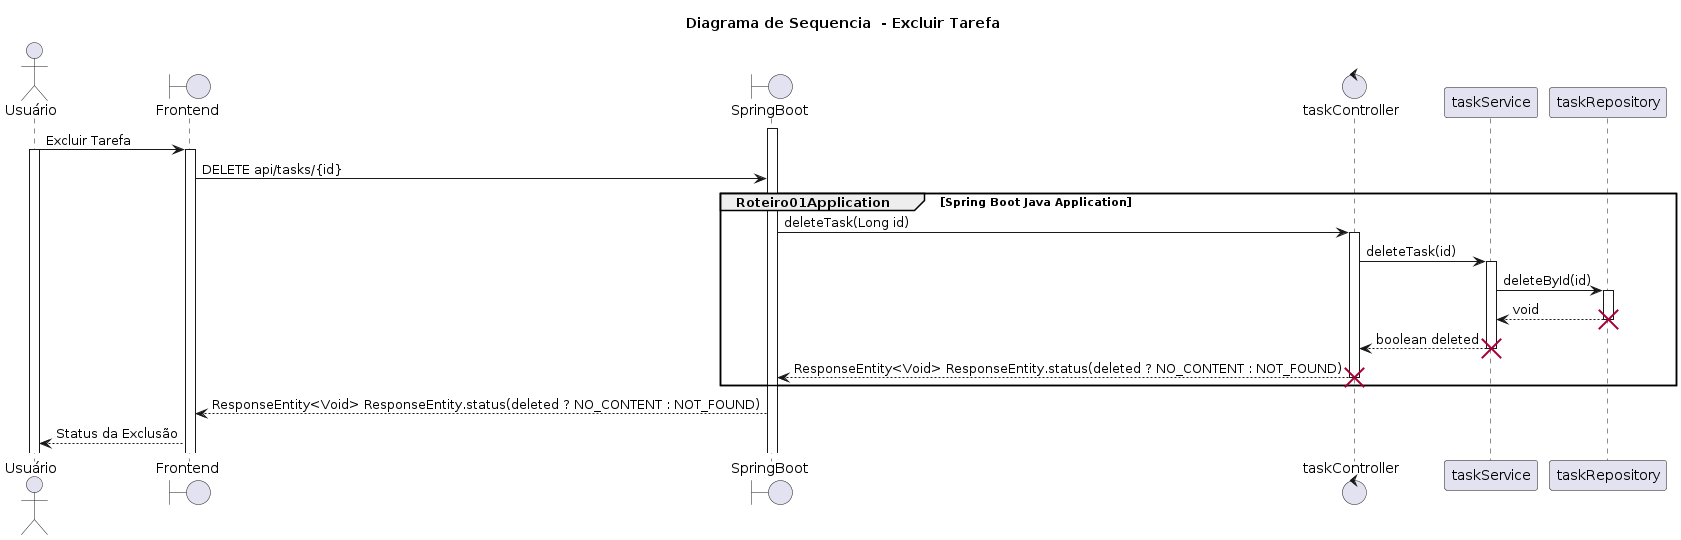 Diagrama de Sequencia  - Excluir Tarefa
Usuário
Frontend
SpringBoot
taskController
taskService
taskRepository
Excluir Tarefa
DELETE api/tasks/{id}
Roteiro01Application
[Spring Boot Java Application]
deleteTask(Long id)
deleteTask(id)
deleteById(id)
void
boolean deleted
ResponseEntity<Void> ResponseEntity.status(deleted ? NO_CONTENT : NOT_FOUND)
ResponseEntity<Void> ResponseEntity.status(deleted ? NO_CONTENT : NOT_FOUND)
Status da Exclusão
Usuário
Frontend
SpringBoot
taskController
taskService
taskRepository